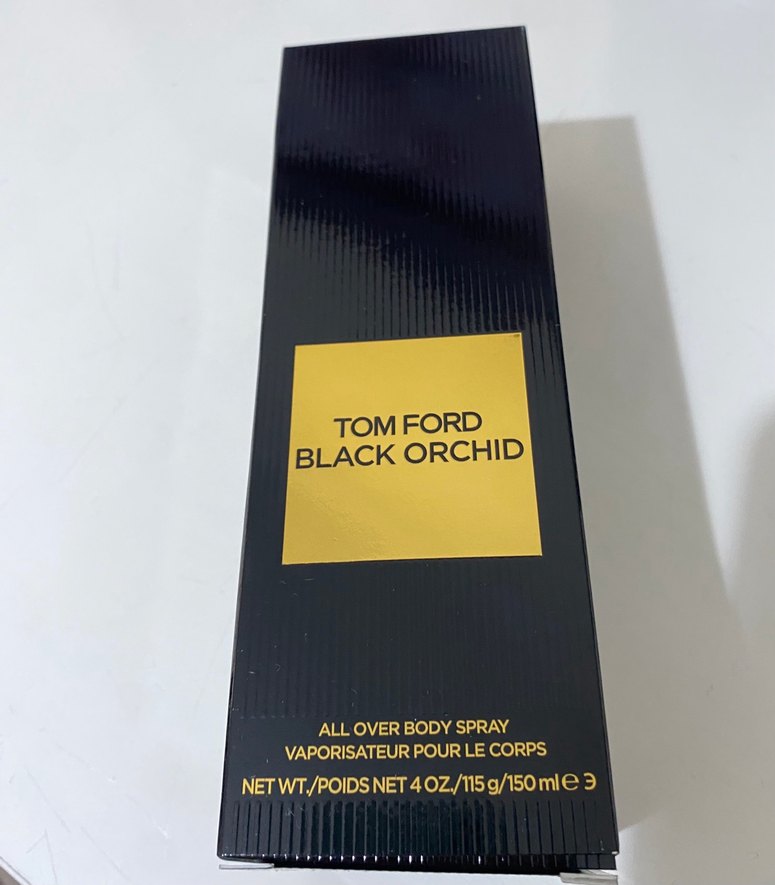 TOM FORD
BLACK ORCHID
ALL OVER BODY SPRAY
VAPORISATEUR POUR LE CORPS
NET WT./POIDS NET 4 OZ./115 g/150 ml ℮ Э